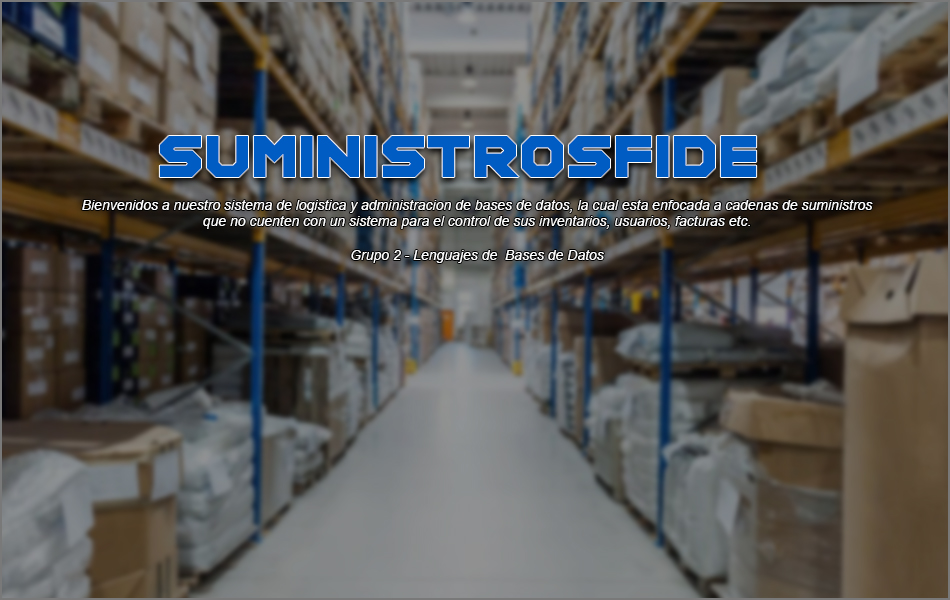 SUMINISTROSFIDE
Bienvenidos a nuestro sistema de logistica y administracion de bases de datos, la cual esta enfocada a cadenas de suministros
que no cuenten con un sistema para el control de sus inventarios, usuarios, facturas etc.
Grupo 2 - Lenguajes de  Bases de Datos